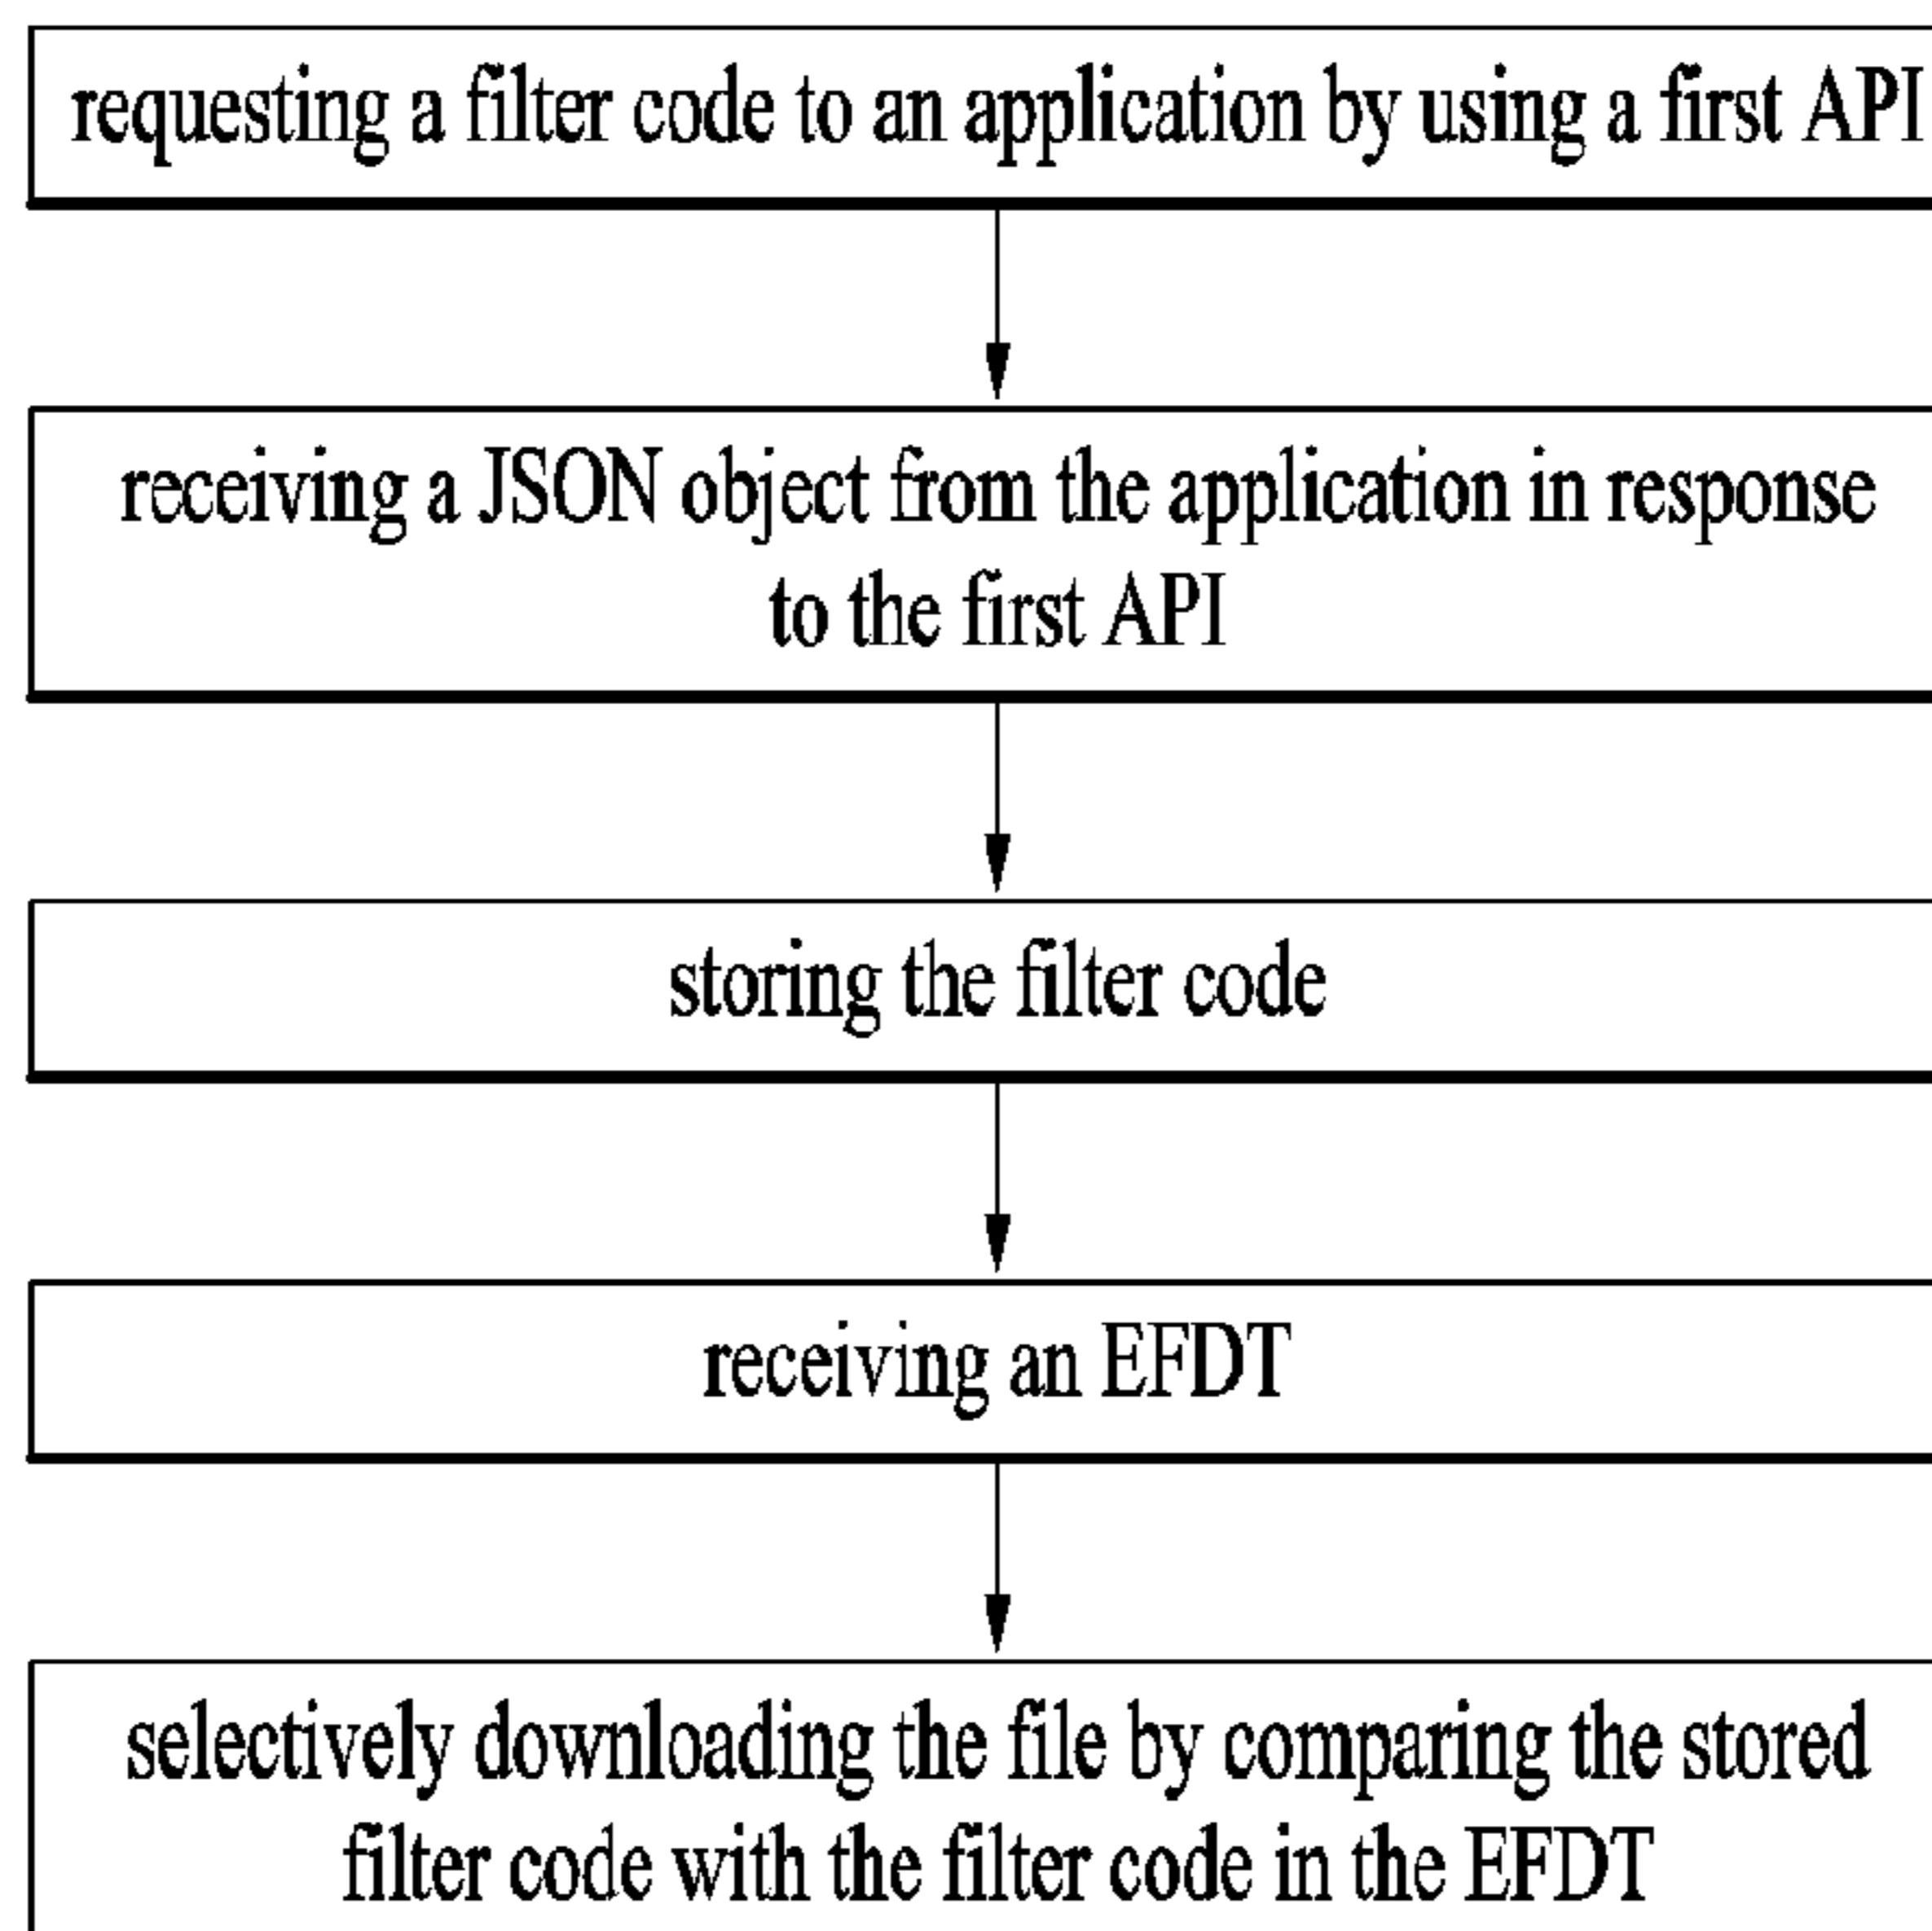 requesting a filter code to an application by using a first API
receiving a JSON object from the application in response
to the first API
storing the filter code
receiving an EFDT
selectively downloading the file by comparing the stored
filter code with the filter code in the EFDT